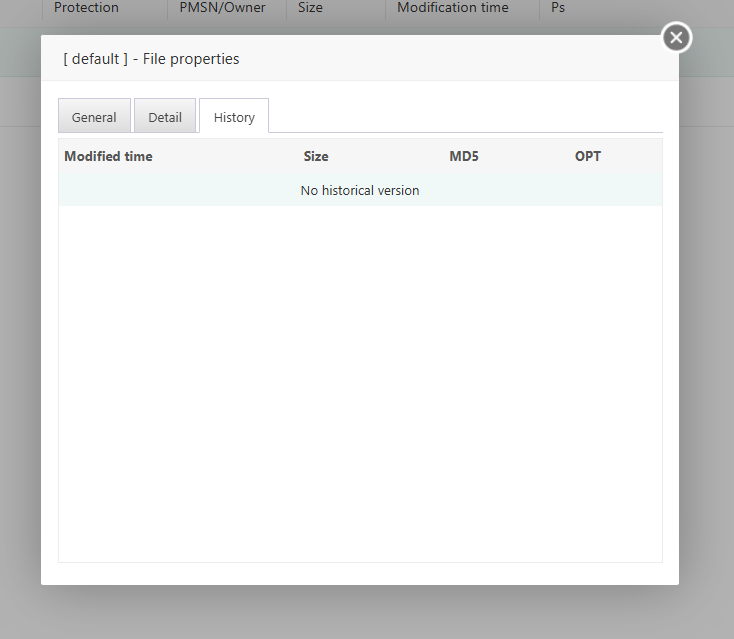 Protection PMSN/Owner Size Modification time Ps
[ default ] - File properties
General Detail History
Modified time Size MD5 OPT
No historical version